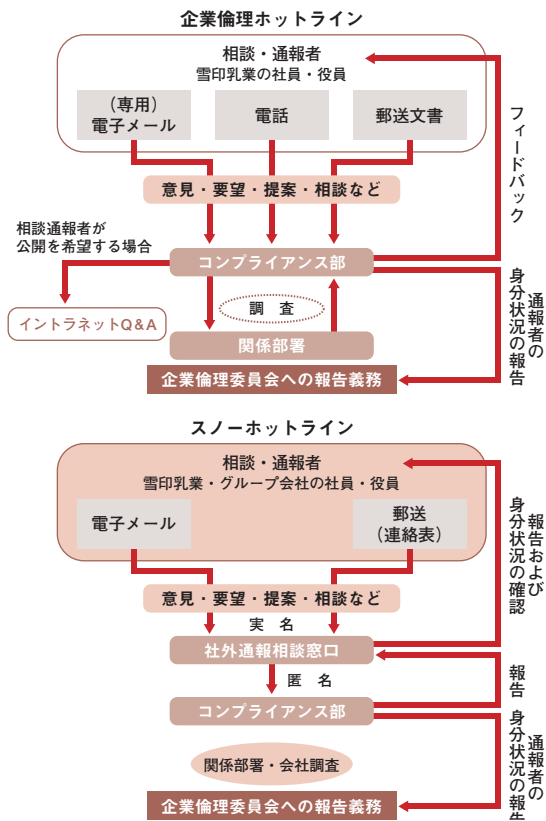 企業倫理ホットライン
相談・通報者
雪印乳業の社員・役員
（専用）
電子メール
電話
郵送文書
意見・要望・提案・相談など
フィードバック
相談通報者が
公開を希望する場合
コンプライアンス部
イントラネットQ&A
調　査
関係部署
通報者の
身分状況の報告
企業倫理委員会への報告義務
スノーホットライン
相談・通報者
雪印乳業・グループ会社の社員・役員
電子メール
郵送
（連絡表）
意見・要望・提案・相談など
報告および
身分状況の確認
実　名
社外通報相談窓口
匿　名
報告
コンプライアンス部
関係部署・会社調査
通報者の
身分状況の報告
企業倫理委員会への報告義務